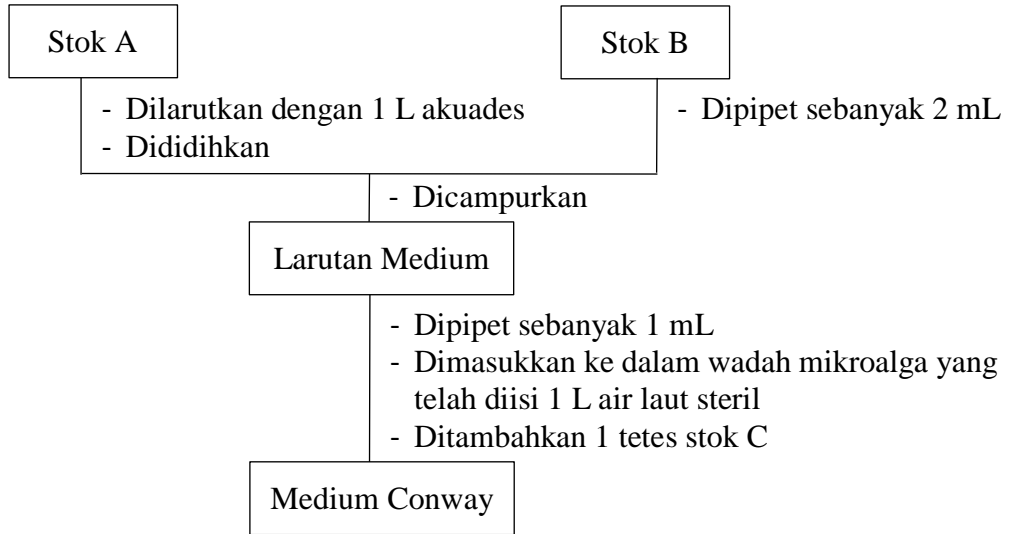 Stok A
Stok B
- Dilarutkan dengan 1 L akuades
- Dididihkan
- Dipipet sebanyak 2 mL
- Dicampurkan
Larutan Medium
- Dipipet sebanyak 1 mL
- Dimasukkan ke dalam wadah mikroalga yang
telah diisi 1 L air laut steril
- Ditambahkan 1 tetes stok C
Medium Conway